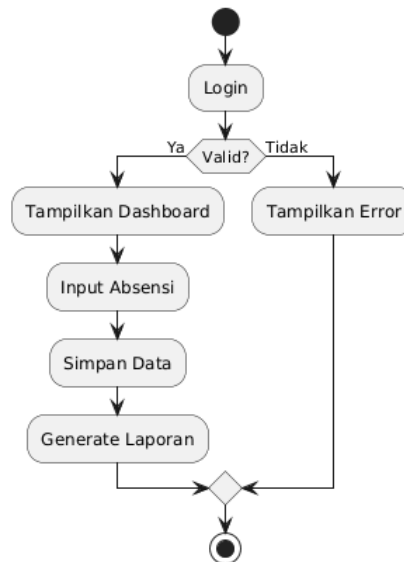 Login
Ya
Valid?
Tidak
Tampilkan Dashboard
Tampilkan Error
Input Absensi
Simpan Data
Generate Laporan